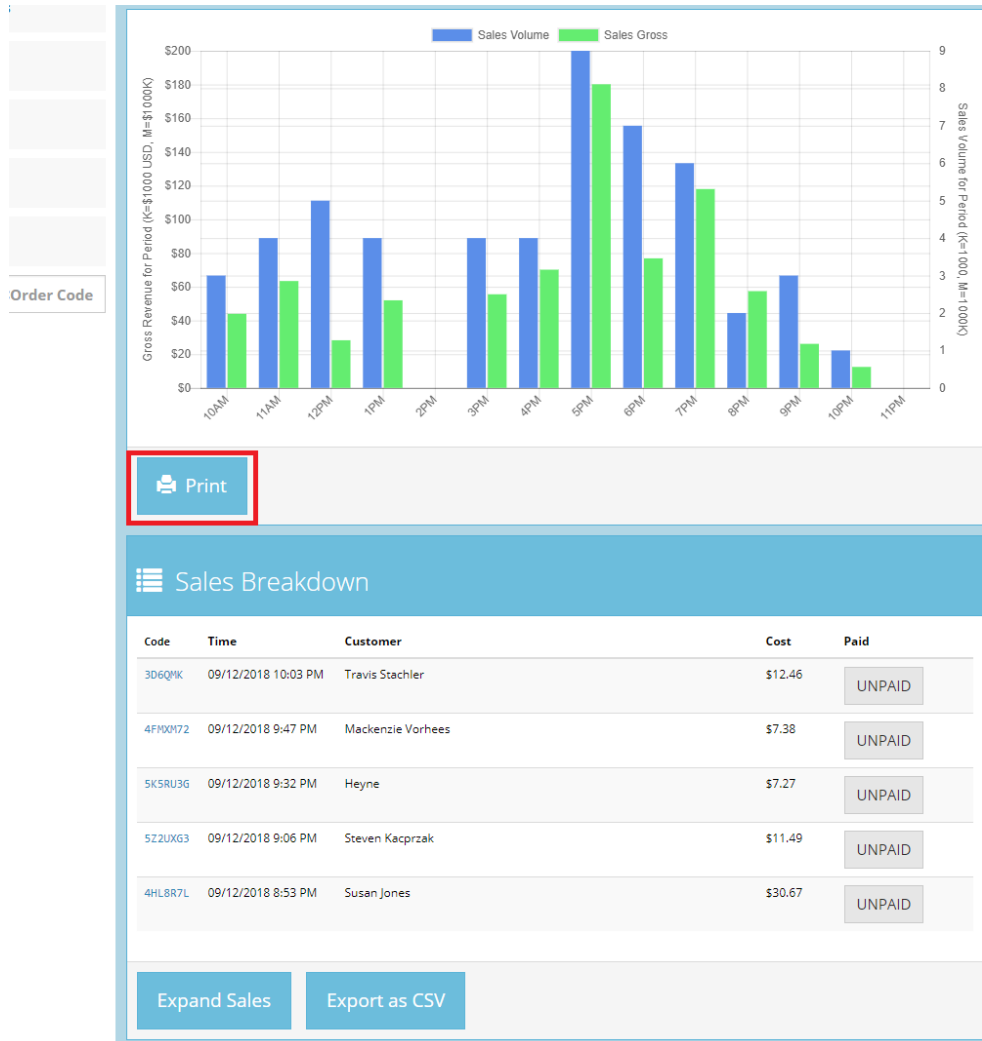 Sales Volume Sales Gross
$200 9
$180 8
$160 7
$140 6
$120 5
$100 4
$80 3
$60 2
$40 1
$20 0
$0
Gross Revenue for Period (K=$1000 USD, M=$1000K)
Sales Volume for Period (K=1000, M=1000K)
10AM 11AM 12PM 1PM 2PM 3PM 4PM 5PM 6PM 7PM 8PM 9PM 10PM 11PM
Order Code
Print
Sales Breakdown
Code Time Customer Cost Paid
3D6QMK 09/12/2018 10:03 PM Travis Stachler $12.46 UNPAID
4FMXM72 09/12/2018 9:47 PM Mackenzie Vorhees $7.38 UNPAID
5K5RU3G 09/12/2018 9:32 PM Heyne $7.27 UNPAID
5Z2UXG3 09/12/2018 9:06 PM Steven Kacprzak $11.49 UNPAID
4HL8R7L 09/12/2018 8:53 PM Susan Jones $30.67 UNPAID
Expand Sales Export as CSV